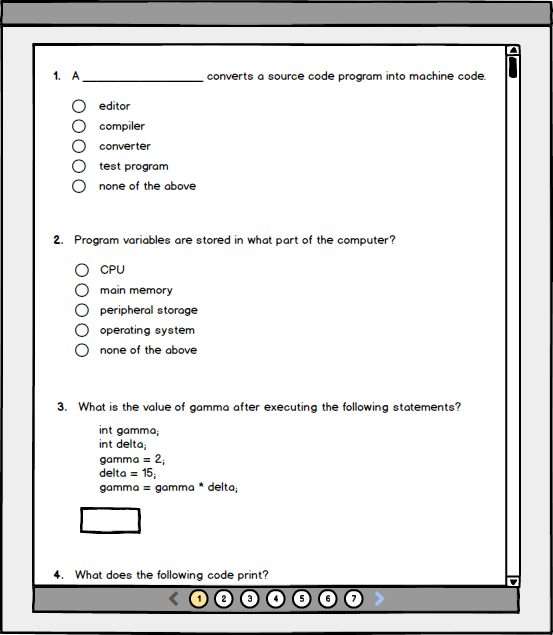 1. A ____________________ converts a source code program into machine code.
editor
compiler
converter
test program
none of the above
2. Program variables are stored in what part of the computer?
CPU
main memory
peripheral storage
operating system
none of the above
3. What is the value of gamma after executing the following statements?
int gamma;
int delta;
gamma = 2;
delta = 15;
gamma = gamma * delta;
4. What does the following code print?
1 2 3 4 5 6 7